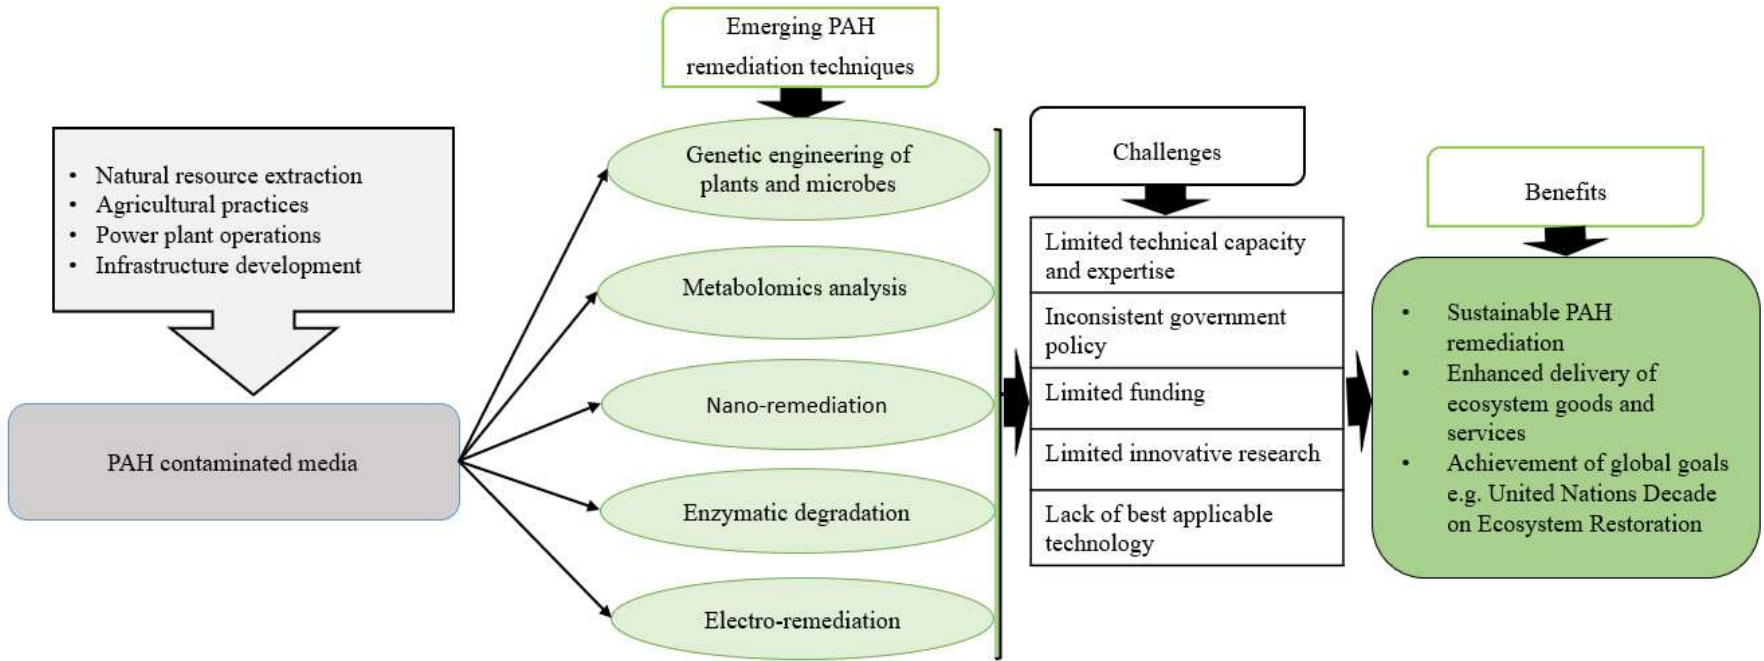 • Natural resource extraction
• Agricultural practices
• Power plant operations
• Infrastructure development
PAH contaminated media
Emerging PAH
remediation techniques
Genetic engineering of
plants and microbes
Metabolomics analysis
Nano-remediation
Enzymatic degradation
Electro-remediation
Challenges
Limited technical capacity
and expertise
Inconsistent government
policy
Limited funding
Limited innovative research
Lack of best applicable
technology
Benefits
• Sustainable PAH
remediation
• Enhanced delivery of
ecosystem goods and
services
• Achievement of global goals
e.g. United Nations Decade
on Ecosystem Restoration